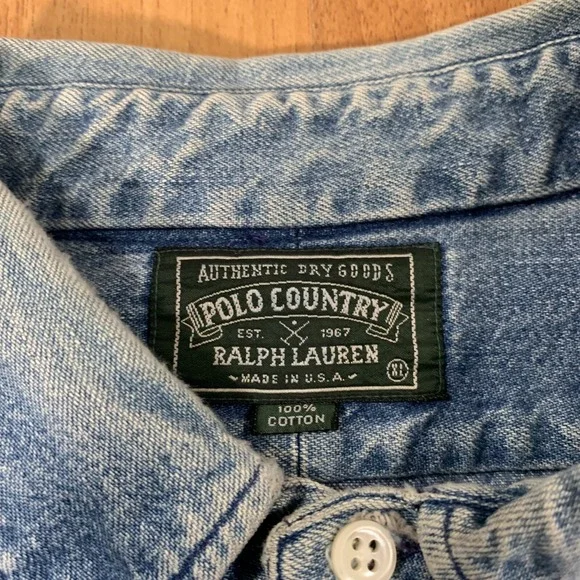 AUTHENTIC DRY GOODS
POLO COUNTRY
EST. 1967
RALPH LAUREN
MADE IN U.S.A. XL
100%
COTTON